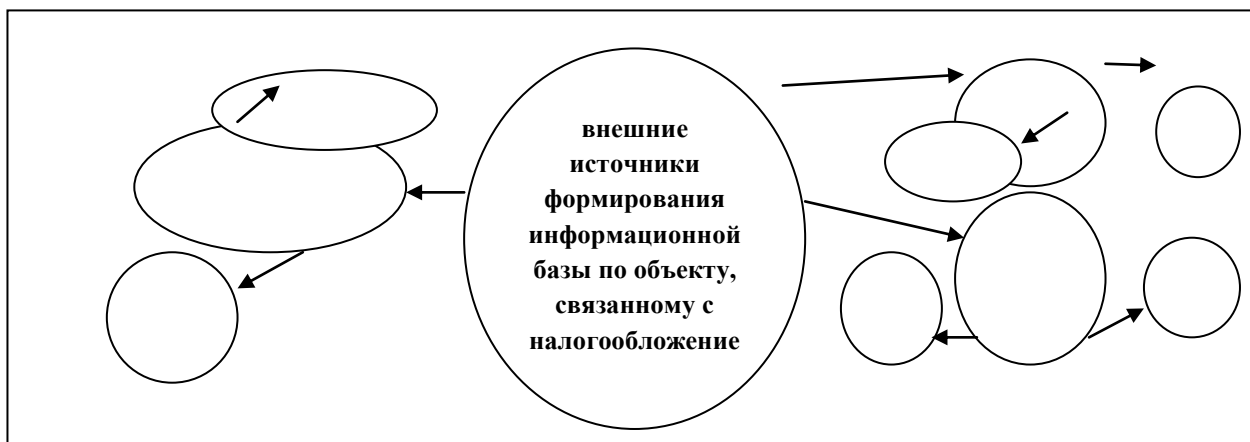 внешние
источники
формирования
информационной
базы по объекту,
связанному с
налогообложение